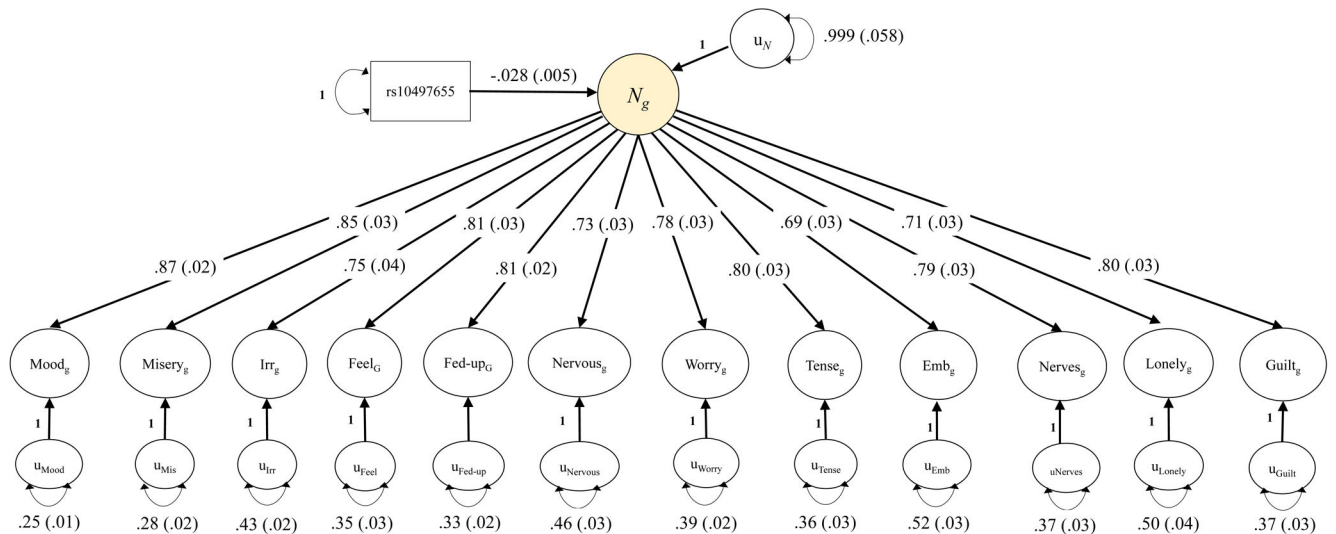 1
u_N
.999 (.058)
1
rs10497655
-.028 (.005)
N_g
.85 (.03)
.81 (.03)
.73 (.03)
.78 (.03)
.69 (.03)
.71 (.03)
.87 (.02)
.75 (.04)
.81 (.02)
.80 (.03)
.79 (.03)
.80 (.03)
Mood_g
Misery_g
Irr_g
Feel_G
Fed-up_G
Nervous_g
Worry_g
Tense_g
Emb_g
Nerves_g
Lonely_G
Guilt_g
1
1
1
1
1
1
1
1
1
1
1
u_Mood
u_Mis
u_Irr
u_Feel
u_Fed-up
u_Nervous
u_Worry
u_Tense
u_Emb
uNerves
u_Lonely
u_Guilt
.25 (.01)
.28 (.02)
.43 (.02)
.35 (.03)
.33 (.02)
.46 (.03)
.39 (.02)
.36 (.03)
.52 (.03)
.37 (.03)
.50 (.04)
.37 (.03)